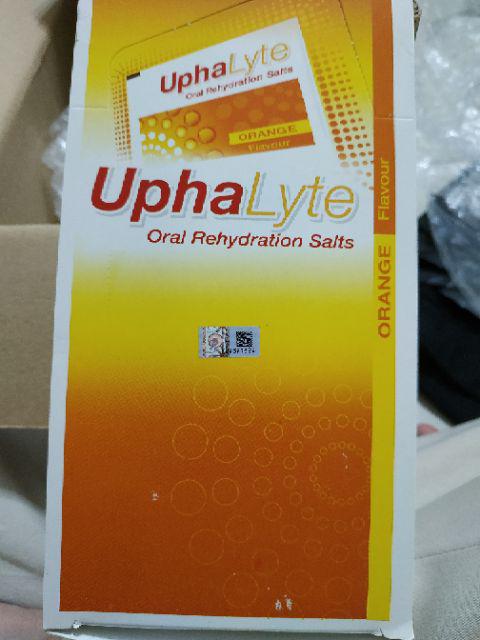 UphaLyte
Oral Rehydration Salts
ORANGE
Flavour
UphaLyte
Oral Rehydration Salts
ORANGE Flavour